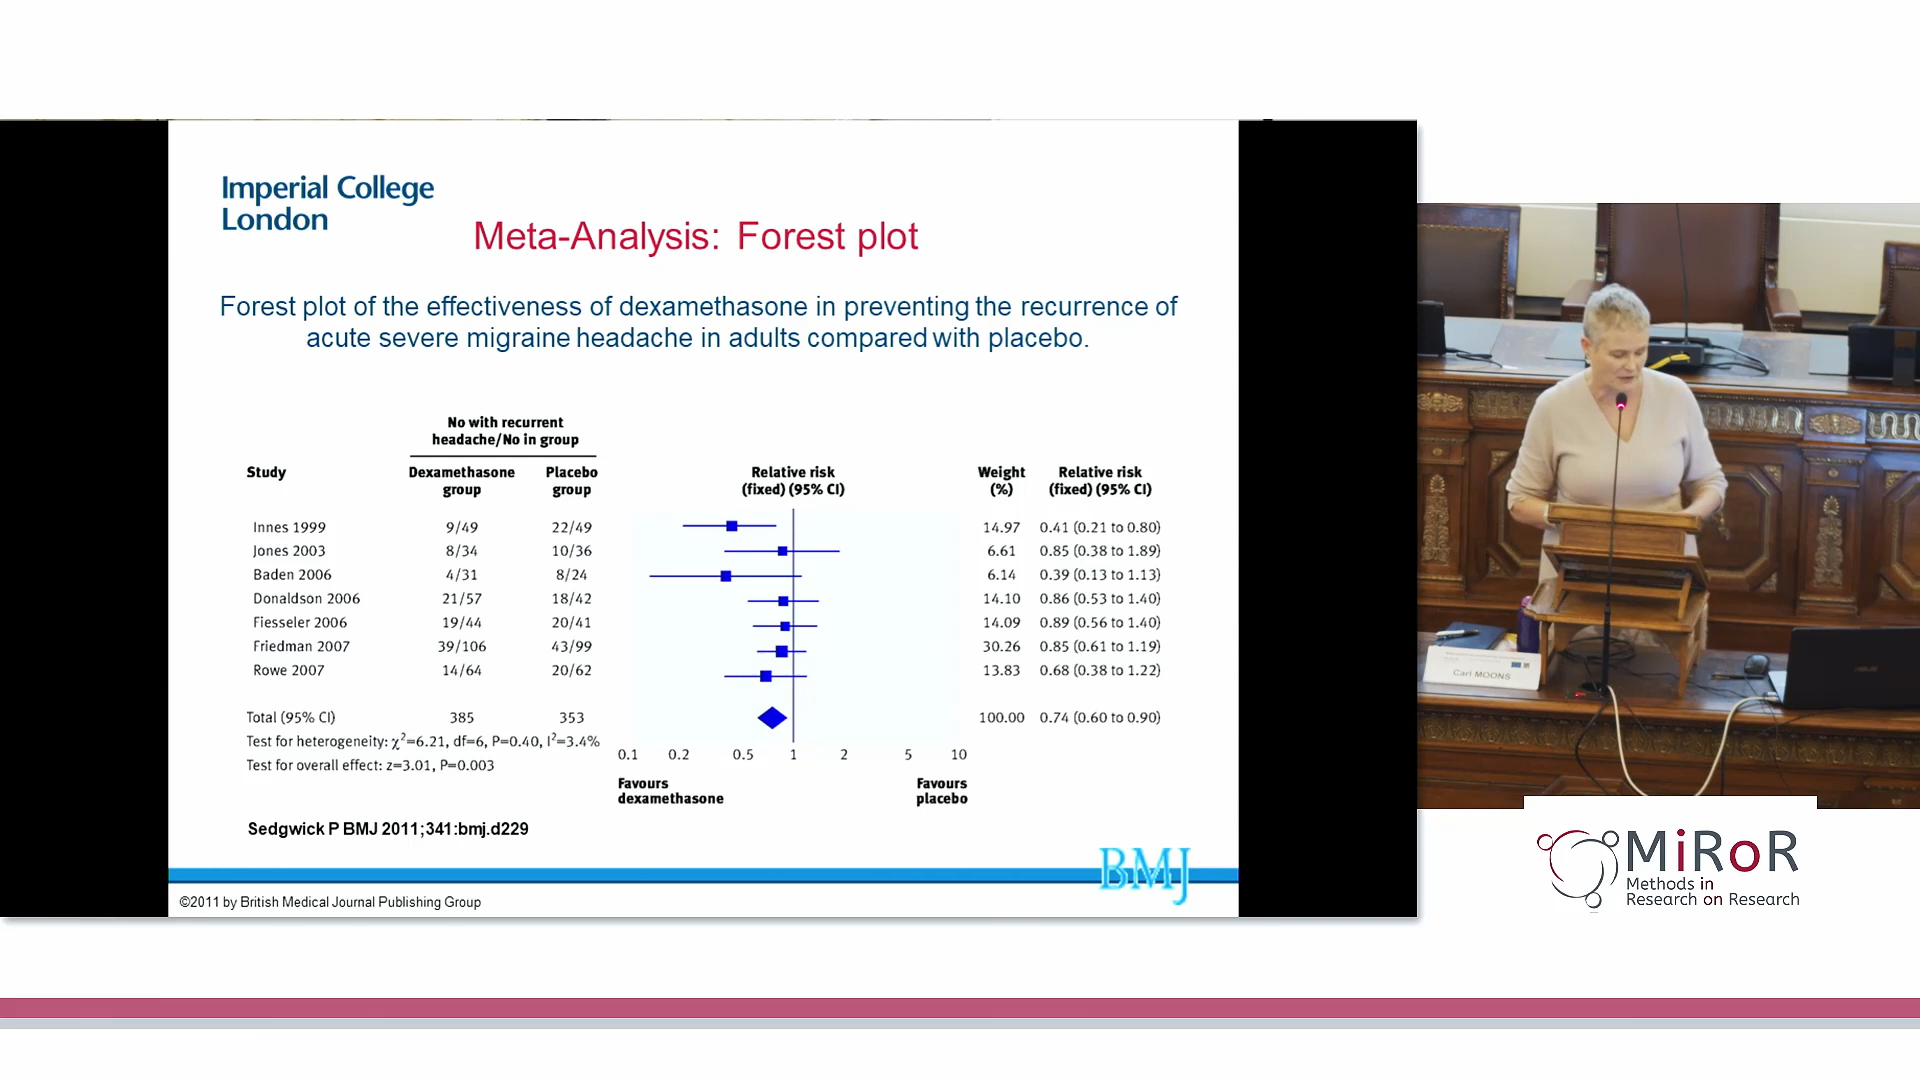 Imperial College
London
Meta-Analysis: Forest plot
Forest plot of the effectiveness of dexamethasone in preventing the recurrence of
acute severe migraine headache in adults compared with placebo.
No with recurrent
headache/No in group
Study Dexamethasone group Placebo group Relative risk (fixed) (95% CI) Weight (%) Relative risk (fixed) (95% CI)
Innes 1999 9/49 22/49 14.97 0.41 (0.21 to 0.80)
Jones 2003 8/34 10/36 6.61 0.85 (0.38 to 1.89)
Baden 2006 4/31 8/24 6.14 0.39 (0.13 to 1.13)
Donaldson 2006 21/57 18/42 14.10 0.86 (0.53 to 1.40)
Fiesseler 2006 19/44 20/41 14.09 0.89 (0.56 to 1.40)
Friedman 2007 39/106 43/99 30.26 0.85 (0.61 to 1.19)
Rowe 2007 14/64 20/62 13.83 0.68 (0.38 to 1.22)
Total (95% CI) 385 353 100.00 0.74 (0.60 to 0.90)
Test for heterogeneity: χ²=6.21, df=6, P=0.40, I²=3.4%
Test for overall effect: z=3.01, P=0.003
0.1 0.2 0.5 1 2 5 10
Favours dexamethasone Favours placebo
Sedgwick P BMJ 2011;341:bmj.d229
BMJ
©2011 by British Medical Journal Publishing Group
Carl MOONS
MiRoR
Methods in
Research on Research